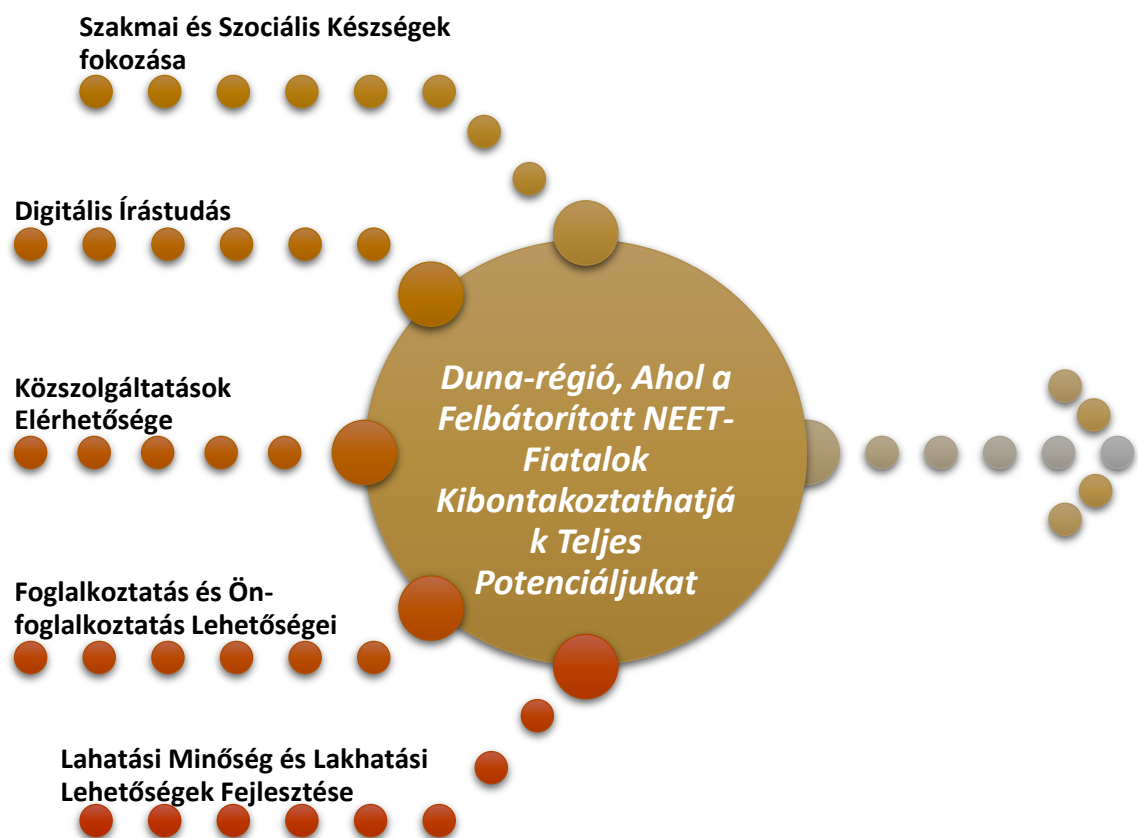 Szakmai és Szociális Készségek
fokozása
Digitális Írástudás
Közszolgáltatások
Elérhetősége
Foglalkoztatás és Ön-
foglalkoztatás Lehetőségei
Lahatási Minőség és Lakhatási
Lehetőségek Fejlesztése
Duna-régió, Ahol a
Felbátorított NEET-
Fiatalok
Kibontakoztathatjá
k Teljes
Potenciáljukat